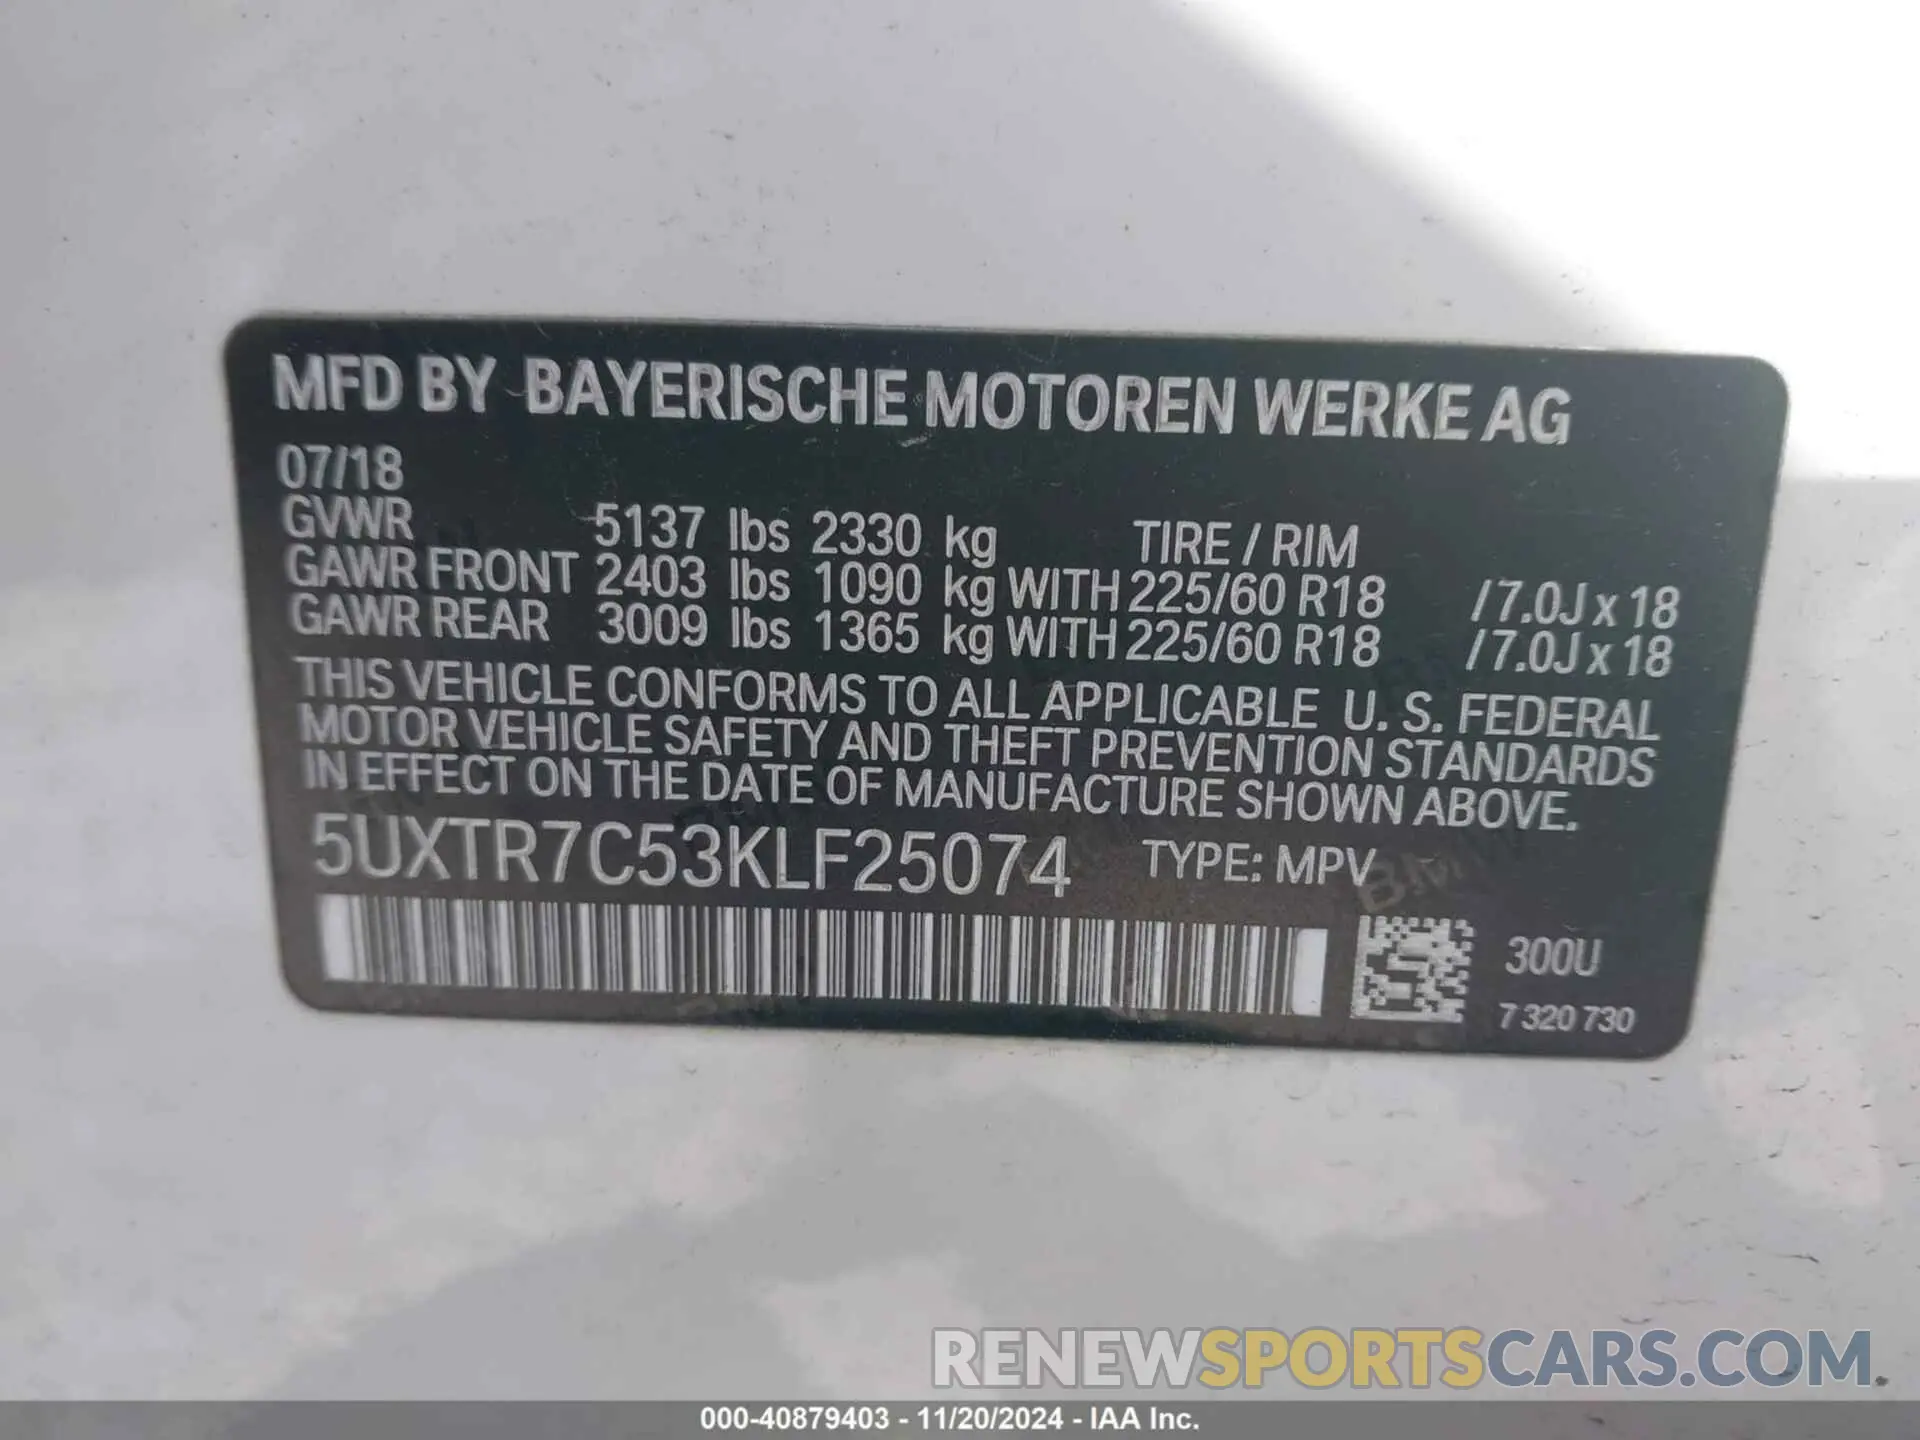 MFD BY BAYERISCHE MOTOREN WERKE AG
07/18
GVWR 5137 lbs 2330 kg TIRE / RIM
GAWR FRONT 2403 lbs 1090 kg WITH 225/60 R18 /7.0J x 18
GAWR REAR 3009 lbs 1365 kg WITH 225/60 R18 /7.0J x 18
THIS VEHICLE CONFORMS TO ALL APPLICABLE U. S. FEDERAL
MOTOR VEHICLE SAFETY AND THEFT PREVENTION STANDARDS
IN EFFECT ON THE DATE OF MANUFACTURE SHOWN ABOVE.
5UXTR7C53KLF25074 TYPE: MPV
BMW
300U
7 320 730
RENEWSPORTSCARS.COM
000-40879403 - 11/20/2024 - IAA Inc.